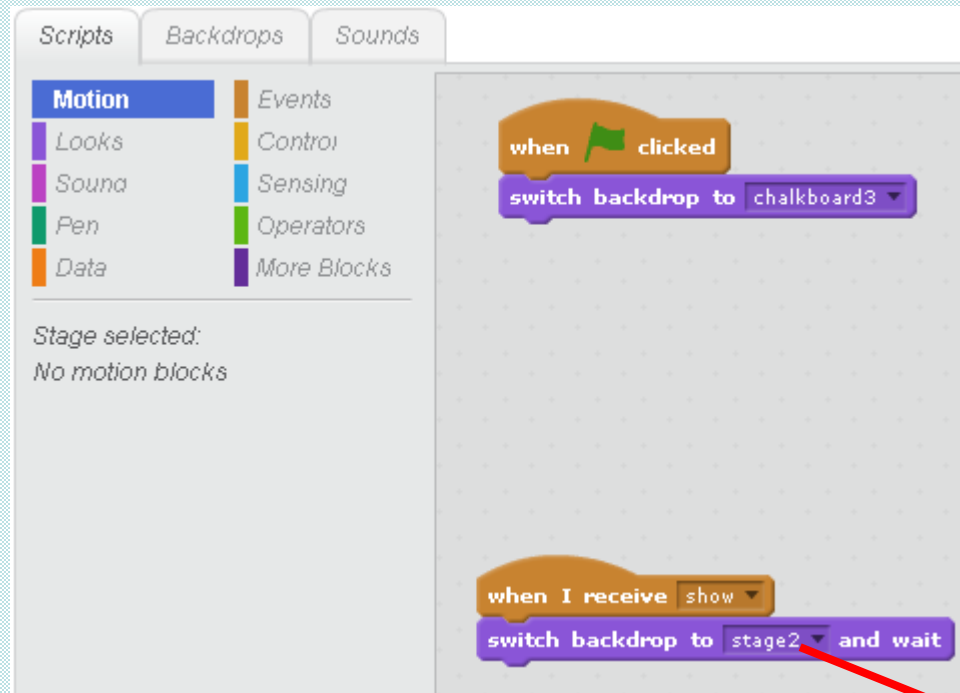 Scripts Backdrops Sounds
Motion Events
Looks Control
Sound Sensing
Pen Operators
Data More Blocks
Stage selected:
No motion blocks
when clicked
switch backdrop to chalkboard3
when I receive show
switch backdrop to stage2 and wait